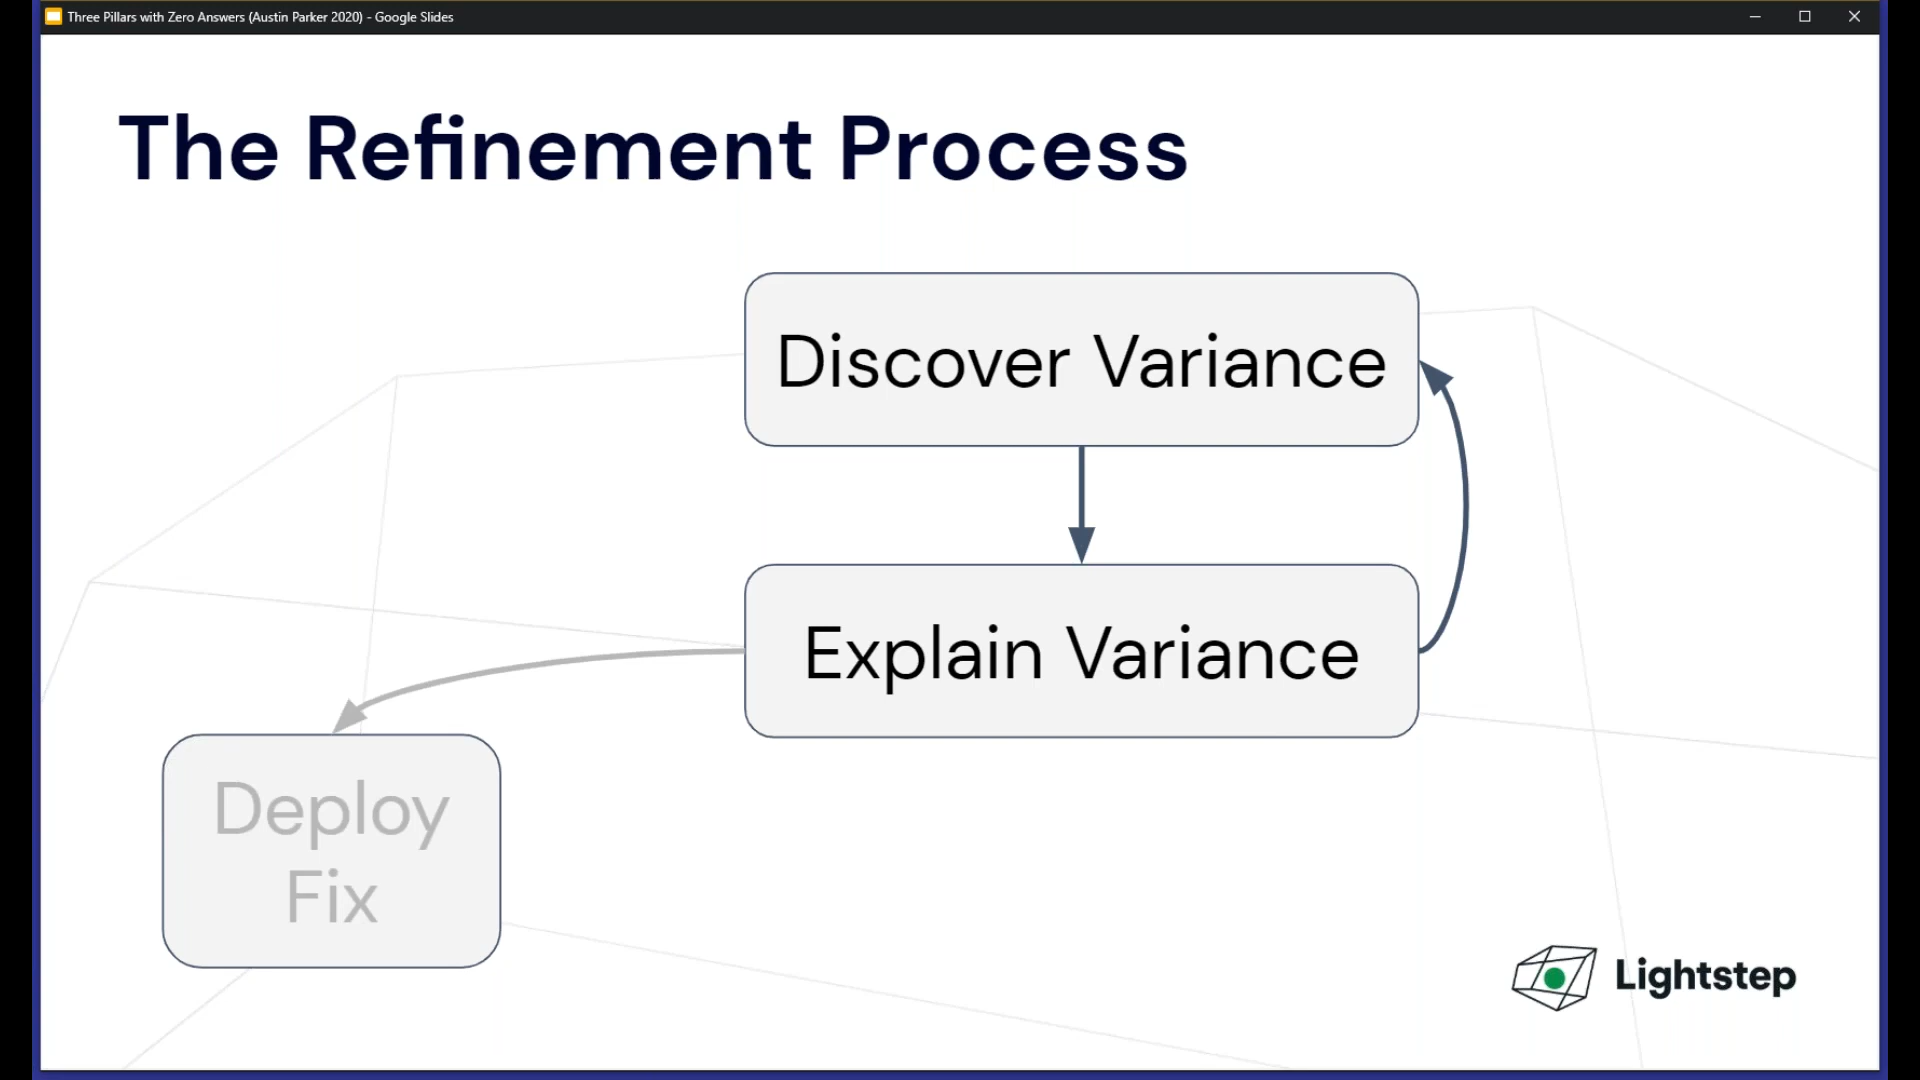 Three Pillars with Zero Answers (Austin Parker 2020) - Google Slides
The Refinement Process
Discover Variance
Explain Variance
Deploy
Fix
Lightstep